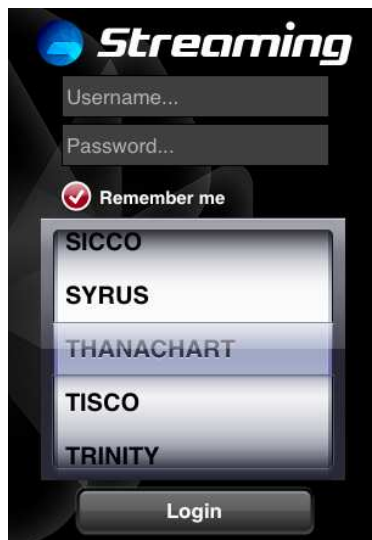 Streaming
Username...
Password...
Remember me
SICCO
SYRUS
THANACHART
TISCO
TRINITY
Login